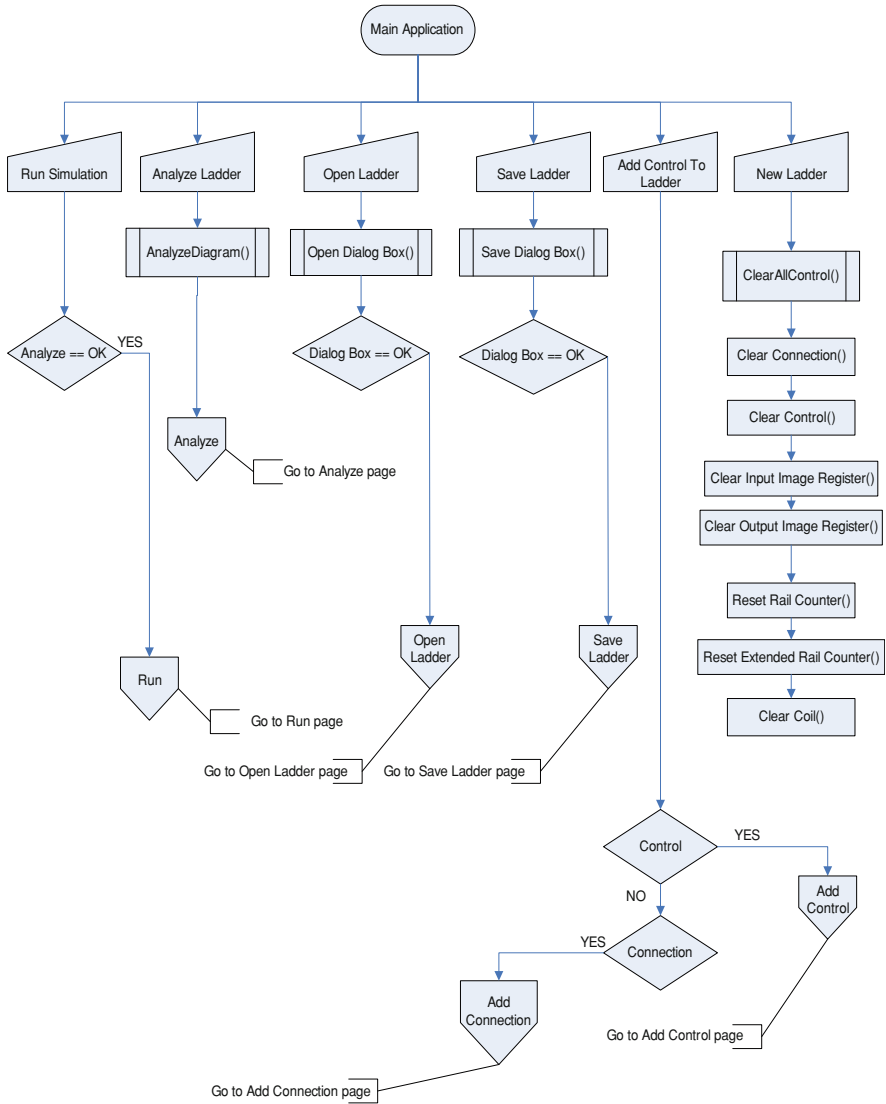 Main Application
Run Simulation
Analyze Ladder
Open Ladder
Save Ladder
Add Control To
Ladder
New Ladder
AnalyzeDiagram()
Open Dialog Box()
Save Dialog Box()
ClearAllControl()
Analyze == OK
YES
Dialog Box == OK
Dialog Box == OK
Clear Connection()
Clear Control()
Analyze
Go to Analyze page
Clear Input Image Register()
Clear Output Image Register()
Reset Rail Counter()
Open
Ladder
Save
Ladder
Reset Extended Rail Counter()
Run
Go to Run page
Clear Coil()
Go to Open Ladder page
Go to Save Ladder page
Control
YES
NO
Add
Control
YES
Connection
Add
Connection
Go to Add Control page
Go to Add Connection page